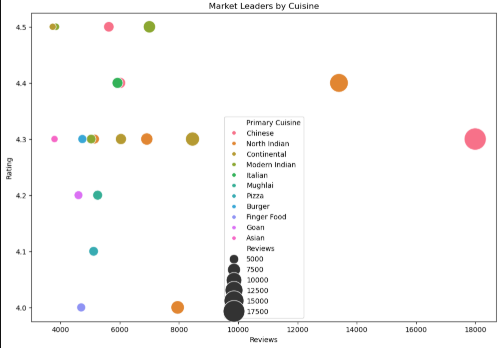 Market Leaders by Cuisine
4.5
4.4
4.3
4.2
4.1
4.0
Rating
Primary Cuisine
Chinese
North Indian
Continental
Modern Indian
Italian
Mughlai
Pizza
Burger
Finger Food
Goan
Asian
Reviews
5000
7500
10000
12500
15000
17500
4000 6000 8000 10000 12000 14000 16000 18000
Reviews